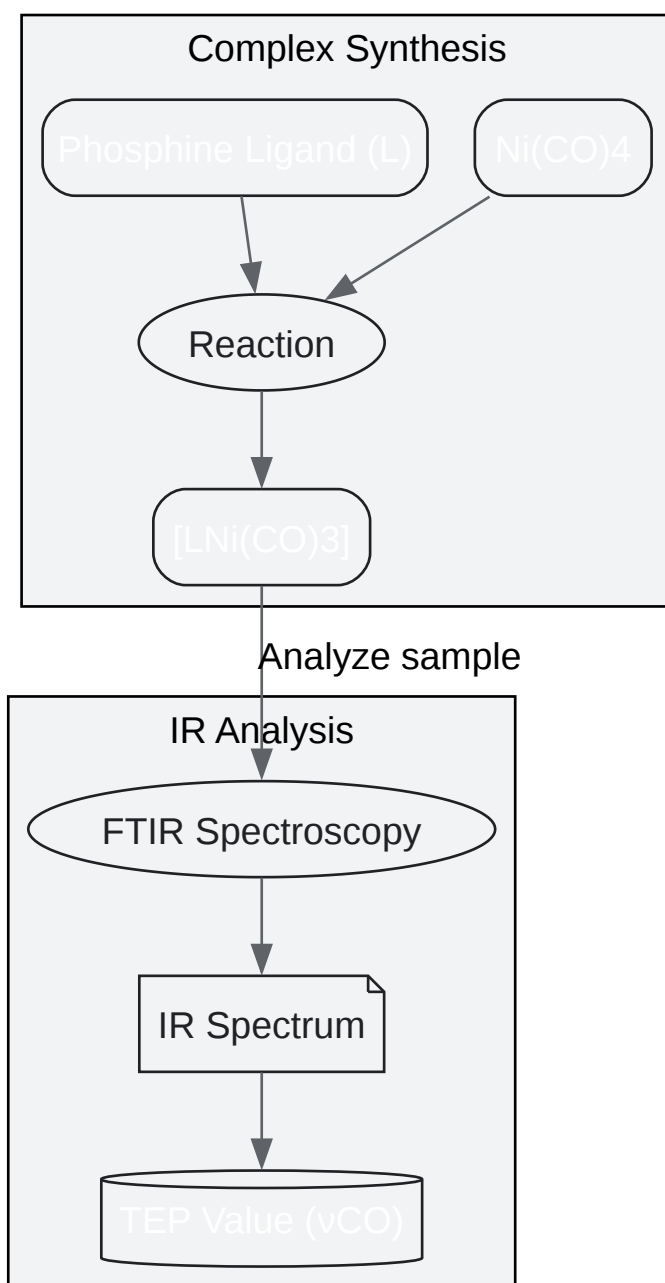 Complex Synthesis
Phosphine Ligand (L)
Ni(CO)4
Reaction
[LNi(CO)3]
Analyze sample
IR Analysis
FTIR Spectroscopy
IR Spectrum
TEP Value (νCO)